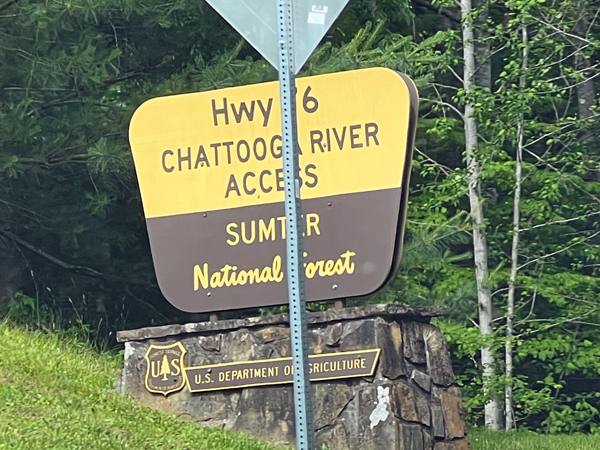 Hwy 76
CHATTOOGA RIVER
ACCESS
SUMTER
National Forest
U.S. DEPARTMENT OF AGRICULTURE
U S